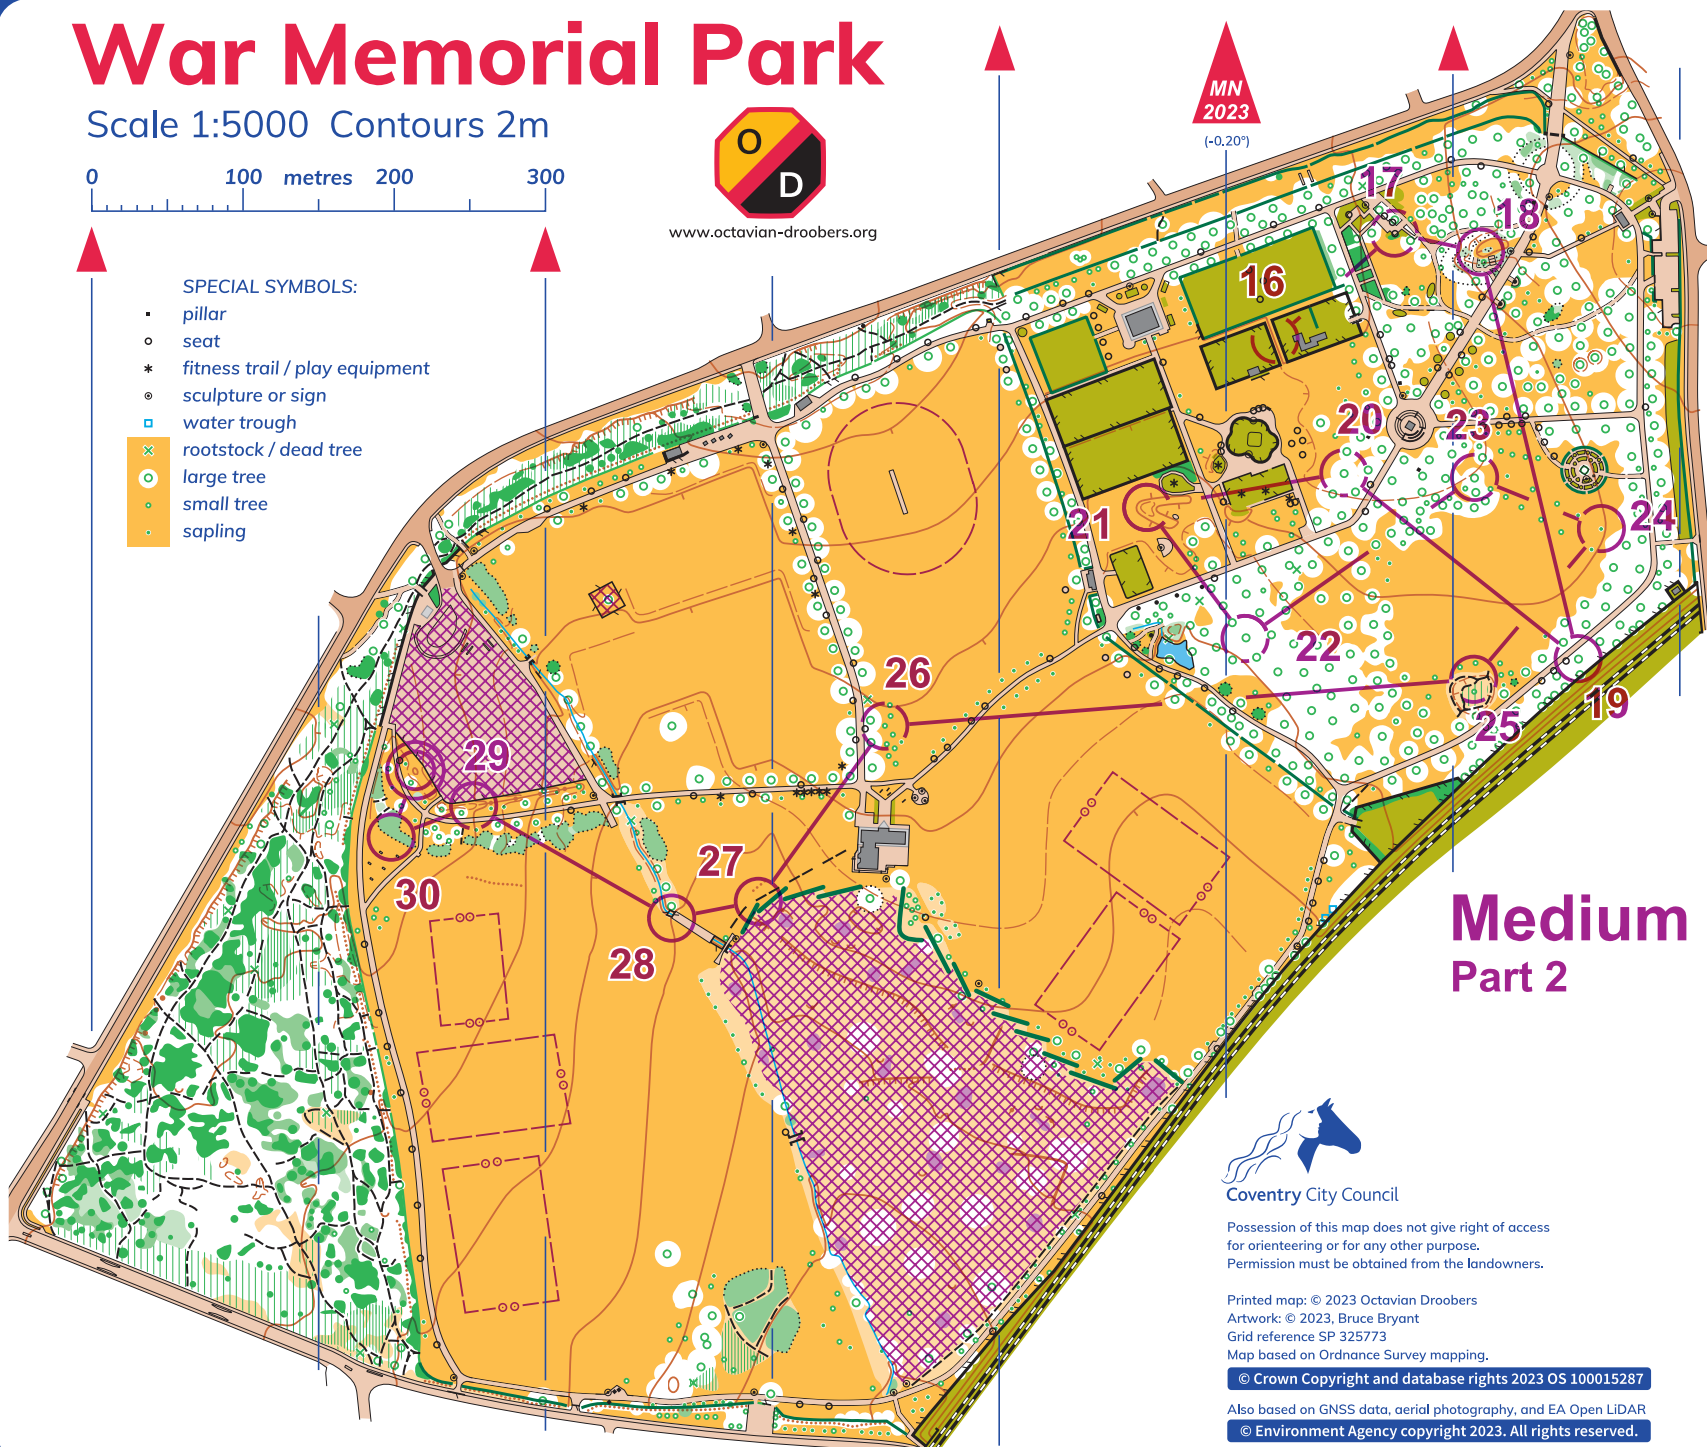 War Memorial Park
Scale 1:5000 Contours 2m
0 100 metres 200 300
O
D
www.octavian-droobers.org
MN
2023
(-0.20°)
SPECIAL SYMBOLS:
pillar
seat
fitness trail / play equipment
sculpture or sign
water trough
rootstock / dead tree
large tree
small tree
sapling
17
18
16
20
23
21
24
22
26
19
25
29
27
30
28
Medium
Part 2
Coventry City Council
Possession of this map does not give right of access
for orienteering or for any other purpose.
Permission must be obtained from the landowners.
Printed map: © 2023 Octavian Droobers
Artwork: © 2023, Bruce Bryant
Grid reference SP 325773
Map based on Ordnance Survey mapping.
© Crown Copyright and database rights 2023 OS 100015287
Also based on GNSS data, aerial photography, and EA Open LiDAR
© Environment Agency copyright 2023. All rights reserved.